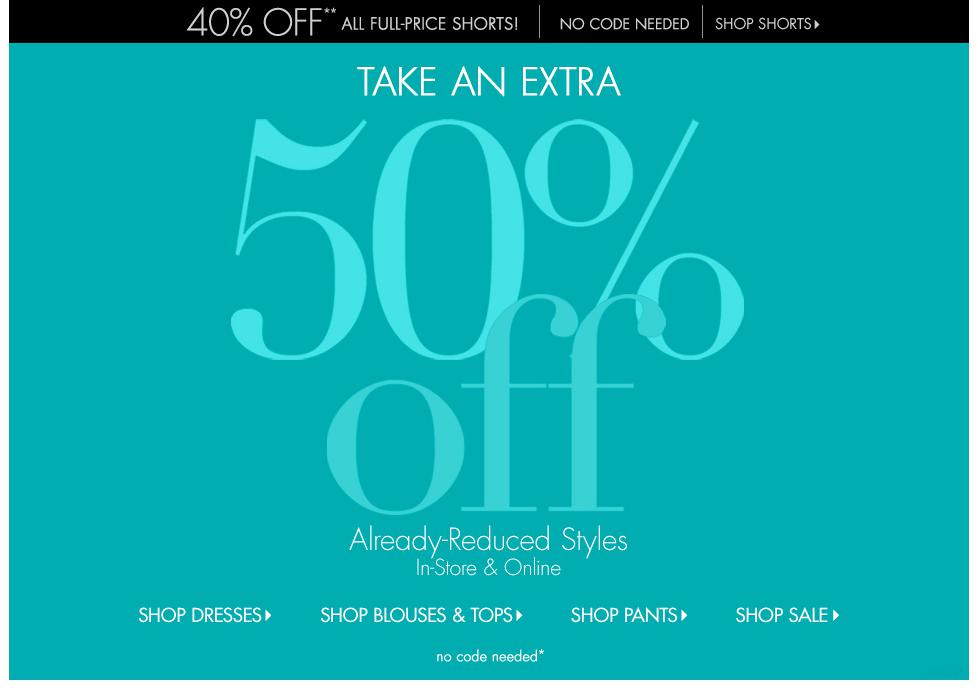 40% OFF** ALL FULL-PRICE SHORTS! NO CODE NEEDED SHOP SHORTS
TAKE AN EXTRA
50%
off
Already-Reduced Styles
In-Store & Online
SHOP DRESSES SHOP BLOUSES & TOPS SHOP PANTS SHOP SALE
no code needed*